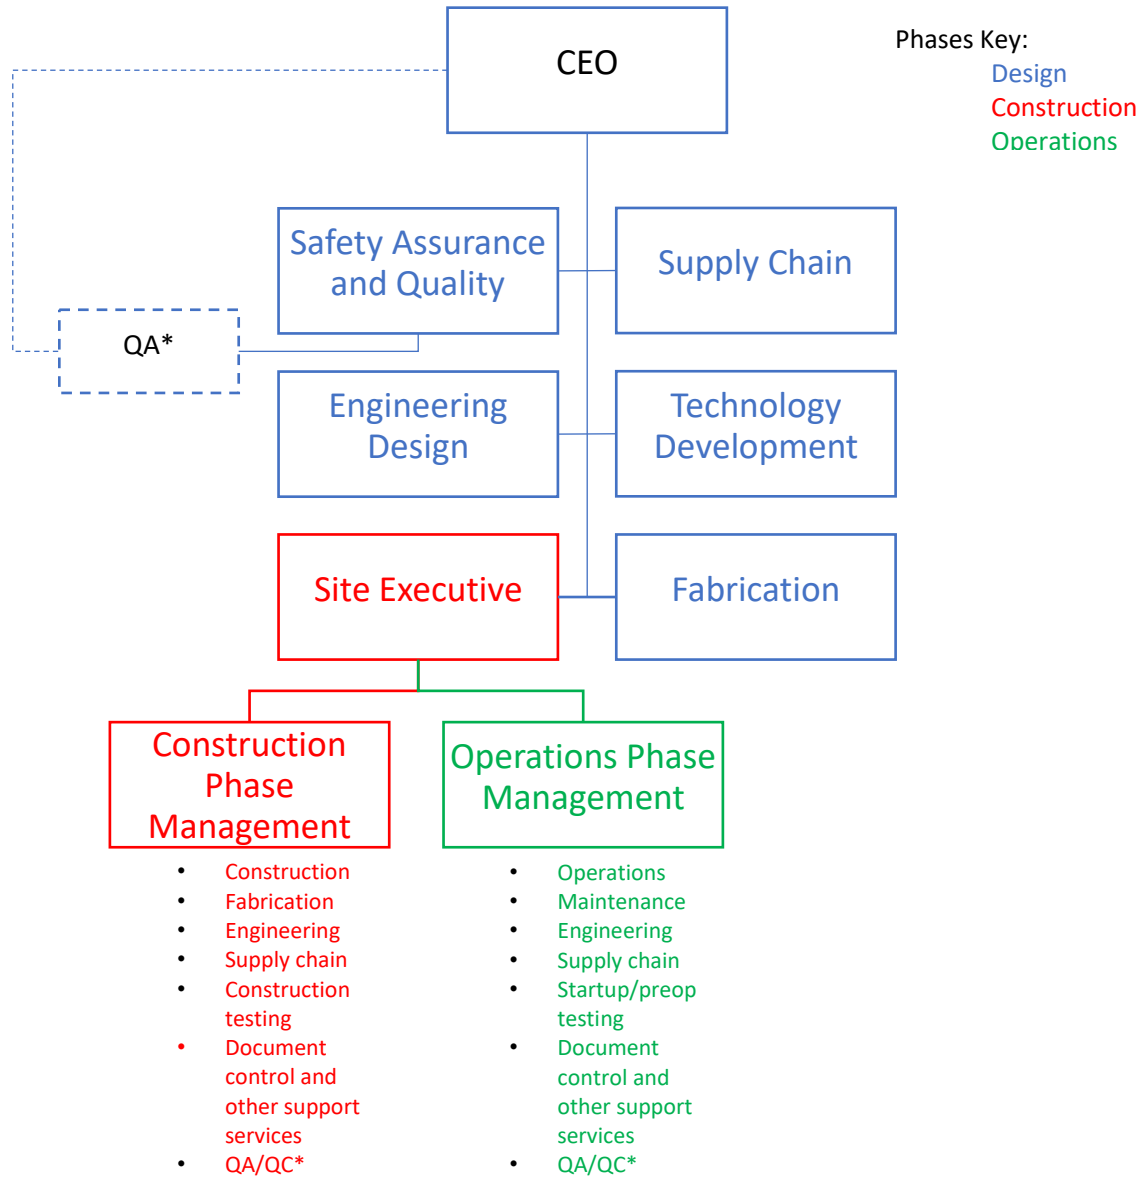 CEO
Phases Key:
Design
Construction
Operations
Safety Assurance
and Quality
Supply Chain
QA*
Engineering
Design
Technology
Development
Site Executive
Fabrication
Construction
Phase
Management
• Construction
• Fabrication
• Engineering
• Supply chain
• Construction
testing
• Document
control and
other support
services
• QA/QC*
Operations Phase
Management
• Operations
• Maintenance
• Engineering
• Supply chain
• Startup/preop
testing
• Document
control and
other support
services
• QA/QC*